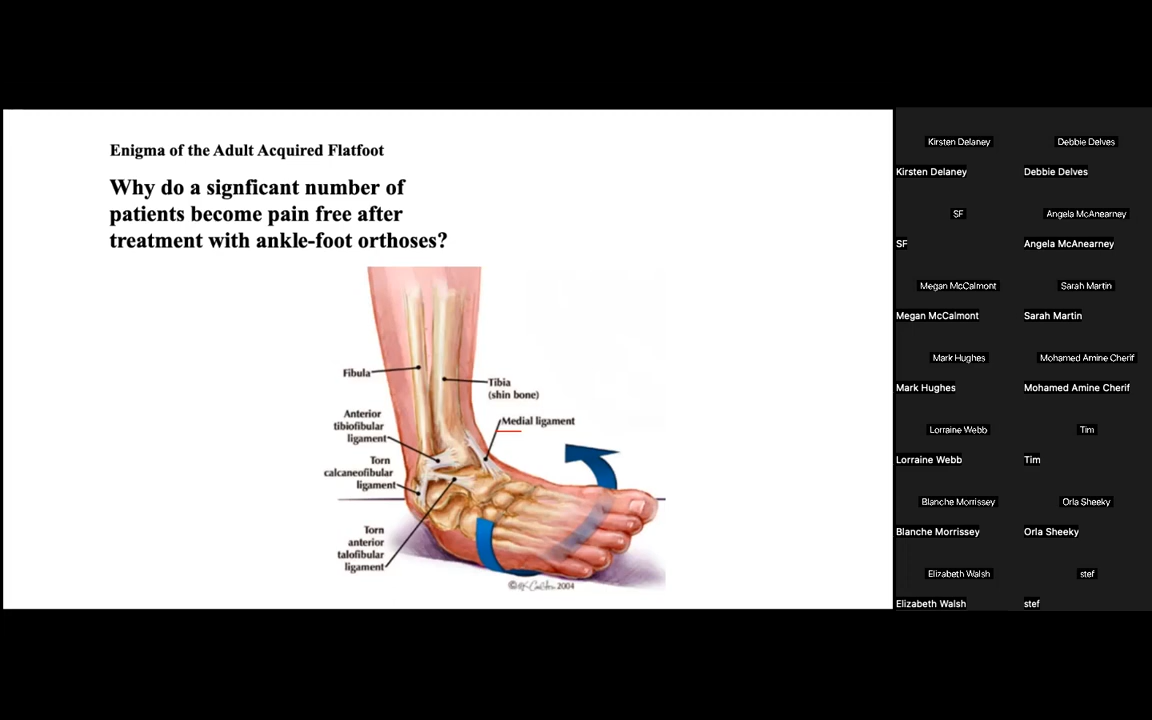 Enigma of the Adult Acquired Flatfoot
Why do a signficant number of
patients become pain free after
treatment with ankle-foot orthoses?
Fibula
Tibia
(shin bone)
Anterior
tibiofibular
ligament
Medial ligament
Torn
calcaneofibular
ligament
Torn
anterior
talofibular
ligament
© 2004
Kirsten Delaney
Debbie Delves
Kirsten Delaney
Debbie Delves
SF
Angela McAnearney
SF
Angela McAnearney
Megan McCalmont
Sarah Martin
Megan McCalmont
Sarah Martin
Mark Hughes
Mohamed Amine Cherif
Mark Hughes
Mohamed Amine Cherif
Lorraine Webb
Tim
Lorraine Webb
Tim
Blanche Morrissey
Orla Sheeky
Blanche Morrissey
Orla Sheeky
Elizabeth Walsh
stef
Elizabeth Walsh
stef